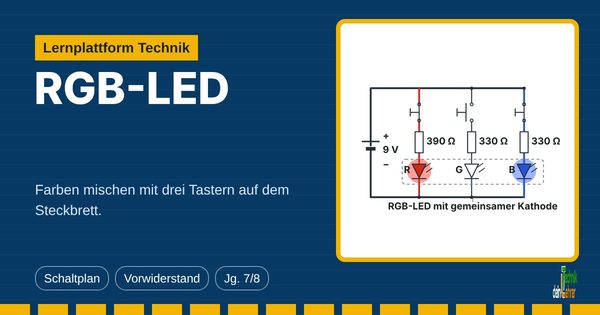 Lernplattform Technik
RGB-LED
Farben mischen mit drei Tastern auf dem
Steckbrett.
Schaltplan
Vorwiderstand
Jg. 7/8
+
9 V
−
390 Ω
330 Ω
330 Ω
R
G
B
RGB-LED mit gemeinsamer Kathode